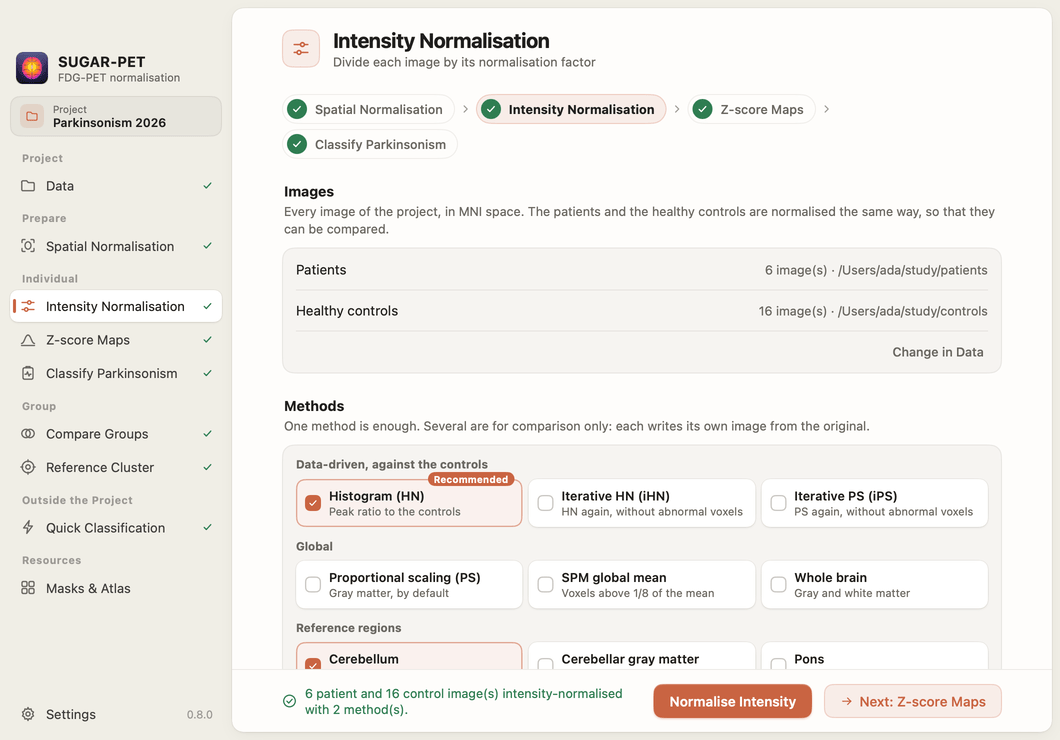 SUGAR-PET
FDG-PET normalisation
Project
Parkinsonism 2026
Project
Data
Prepare
Spatial Normalisation
Individual
Intensity Normalisation
Z-score Maps
Classify Parkinsonism
Group
Compare Groups
Reference Cluster
Outside the Project
Quick Classification
Resources
Masks & Atlas
Settings
0.8.0
Intensity Normalisation
Divide each image by its normalisation factor
Spatial Normalisation
Intensity Normalisation
Z-score Maps
Classify Parkinsonism
Images
Every image of the project, in MNI space. The patients and the healthy controls are normalised the same way, so that they
can be compared.
Patients
6 image(s) · /Users/ada/study/patients
Healthy controls
16 image(s) · /Users/ada/study/controls
Change in Data
Methods
One method is enough. Several are for comparison only: each writes its own image from the original.
Data-driven, against the controls
Recommended
Histogram (HN)
Peak ratio to the controls
Iterative HN (iHN)
HN again, without abnormal voxels
Iterative PS (iPS)
PS again, without abnormal voxels
Global
Proportional scaling (PS)
Gray matter, by default
SPM global mean
Voxels above 1/8 of the mean
Whole brain
Gray and white matter
Reference regions
Cerebellum
Cerebellar gray matter
Pons
6 patient and 16 control image(s) intensity-normalised
with 2 method(s).
Normalise Intensity
→ Next: Z-score Maps